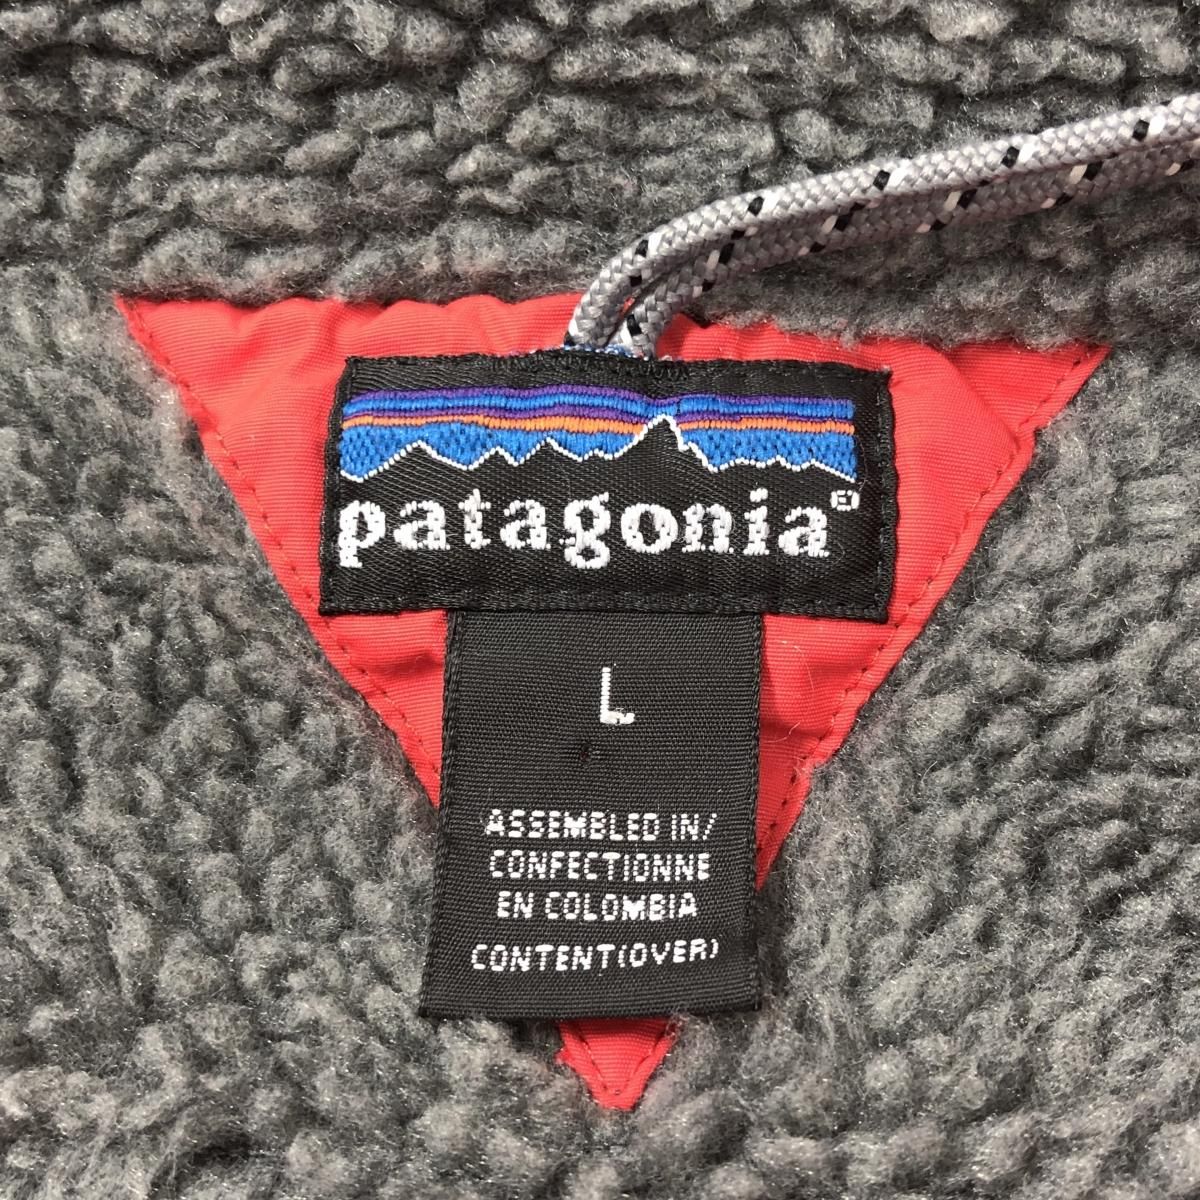 patagonia®
L
ASSEMBLED IN/
CONFECTIONNE
EN COLOMBIA
CONTENT(OVER)